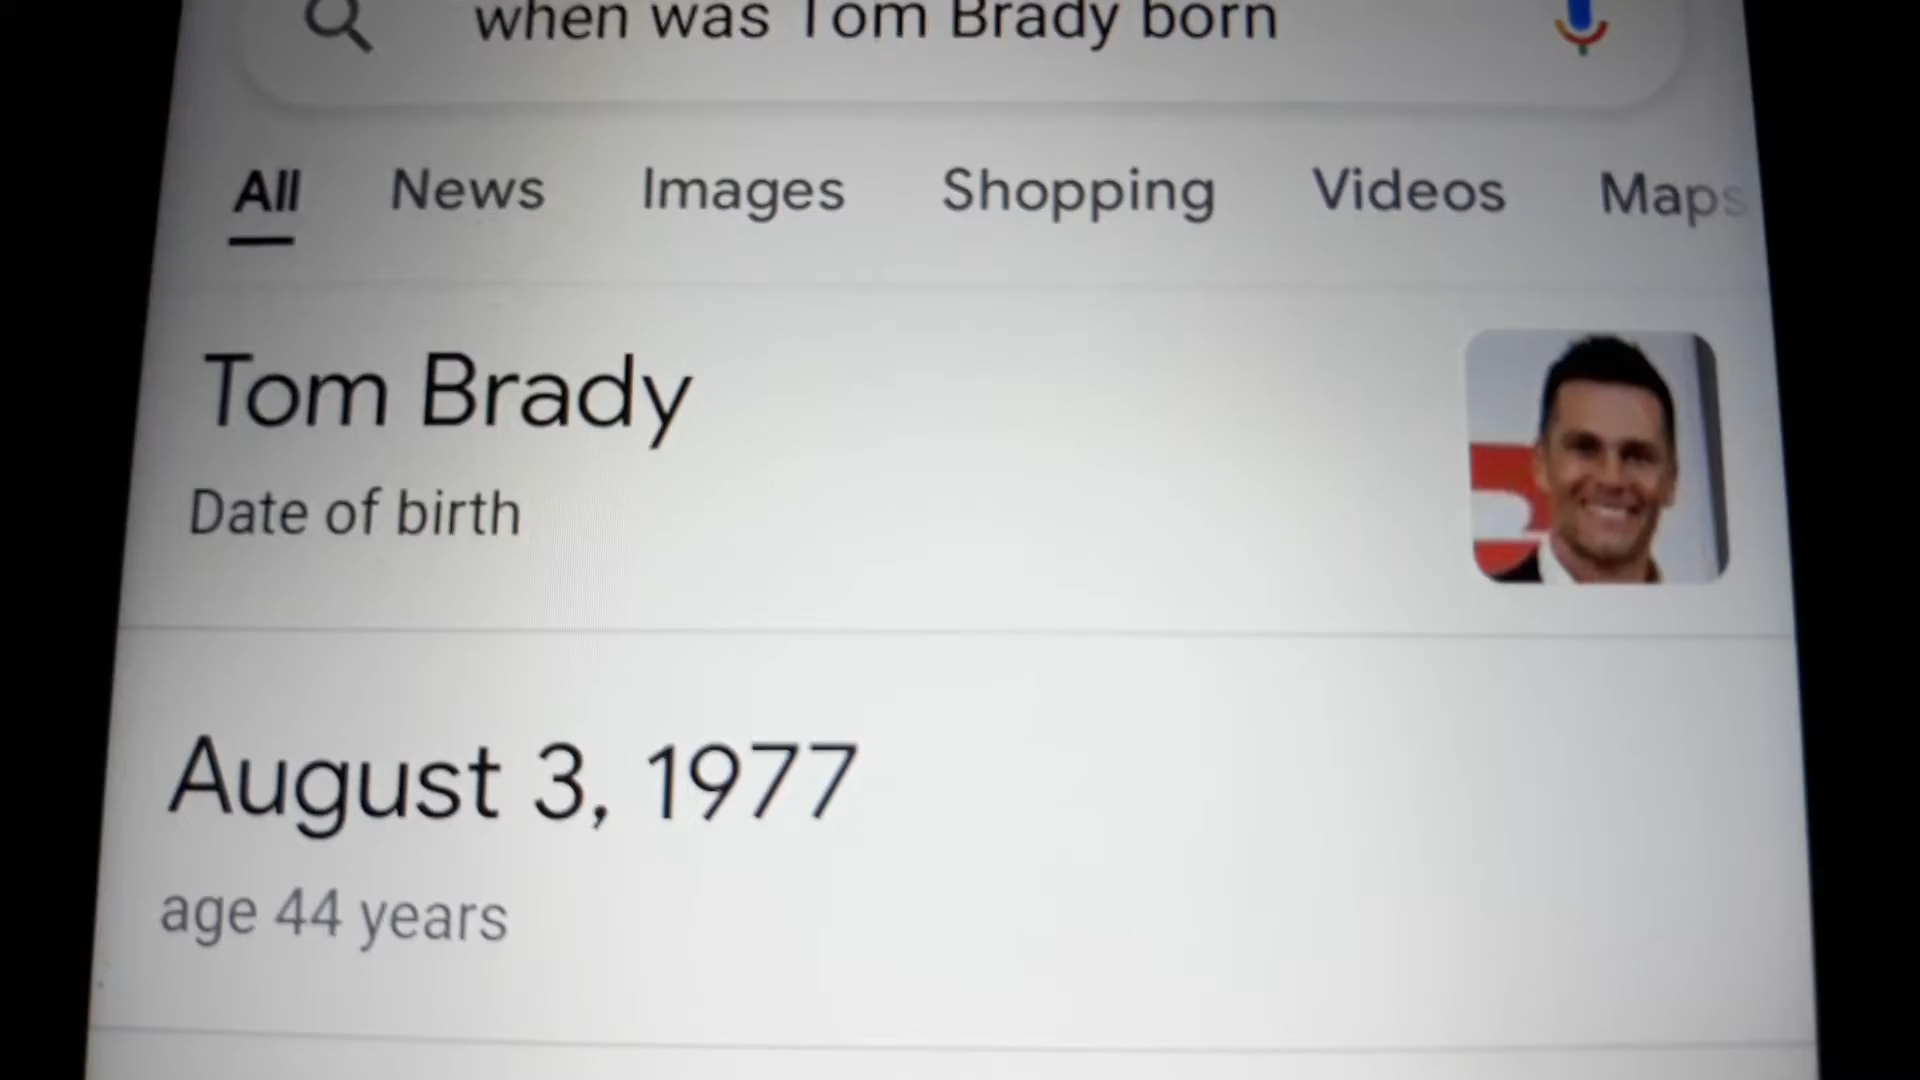 when was Tom Brady born
All News Images Shopping Videos Maps
Tom Brady
Date of birth
August 3, 1977
age 44 years